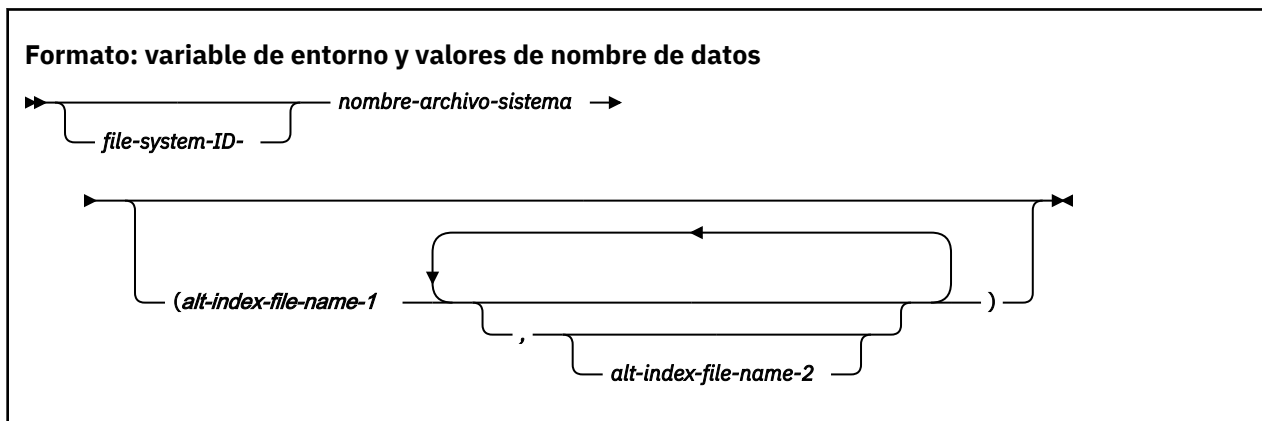 Formato: variable de entorno y valores de nombre de datos
nombre-archivo-sistema
file-system-ID-
(alt-index-file-name-1
)
,
alt-index-file-name-2